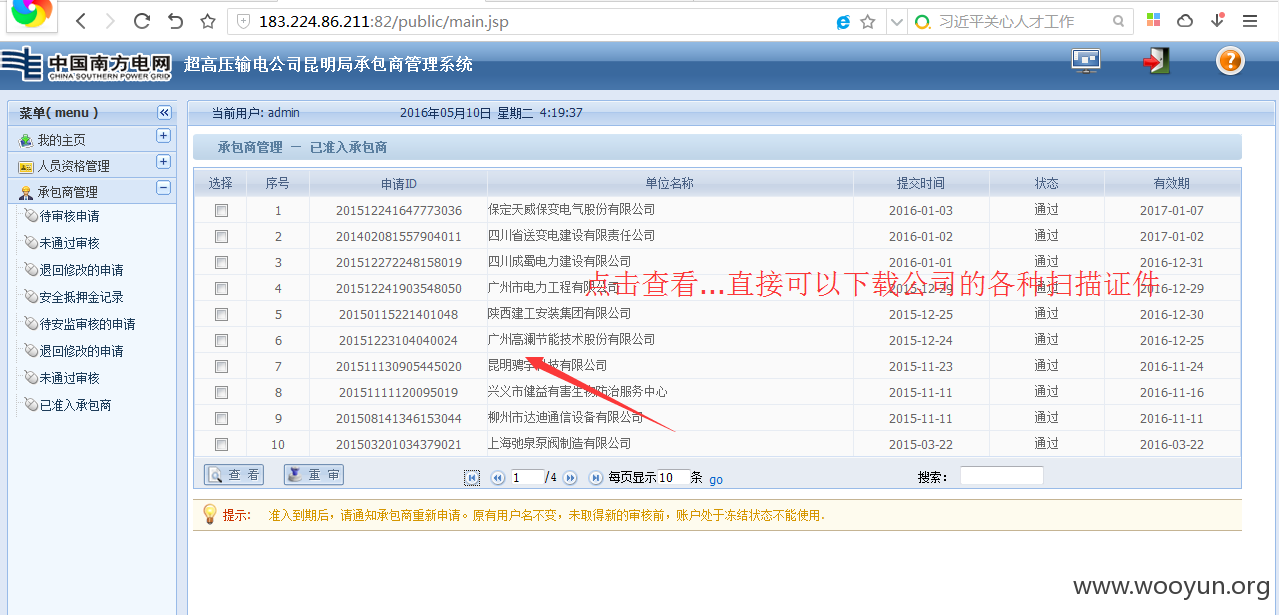 183.224.86.211:82/public/main.jsp
习近平关心人才工作
中国南方电网
CHINA SOUTHERN POWER GRID
超高压输电公司昆明局承包商管理系统
菜单( menu )
当前用户: admin 2016年05月10日 星期二 4:19:37
我的主页
人员资格管理
承包商管理
待审核申请
未通过审核
退回修改的申请
安全抵押金记录
待安监审核的申请
退回修改的申请
未通过审核
已准入承包商
承包商管理 — 已准入承包商
选择 序号 申请ID 单位名称 提交时间 状态 有效期
1 201512241647773036 保定天威保变电气股份有限公司 2016-01-03 通过 2017-01-07
2 201402081557904011 四川省送变电建设有限责任公司 2016-01-02 通过 2017-01-02
3 201512272248158019 四川成蜀电力建设有限公司 2016-01-01 通过 2016-12-31
点击查看...直接可以下载公司的各种扫描证件
4 201512241903548050 广州市电力工程有限公司 2015-12-29 通过 2016-12-29
5 20150115221401048 陕西建工安装集团有限公司 2015-12-25 通过 2016-12-30
6 20151223104040024 广州高澜节能技术股份有限公司 2015-12-24 通过 2016-12-25
7 201511130905445020 昆明骋宇科技有限公司 2015-11-23 通过 2016-11-24
8 20151111120095019 兴义市健益有害生物防治服务中心 2015-11-11 通过 2016-11-16
9 201508141346153044 柳州市达迪通信设备有限公司 2015-11-11 通过 2016-11-11
10 201503201034379021 上海弛泉泵阀制造有限公司 2015-03-22 通过 2016-03-22
查 看 重 审 1 /4 每页显示 10 条 go 搜索：
提示： 准入到期后，请通知承包商重新申请。原有用户名不变，未取得新的审核前，账户处于冻结状态不能使用.
www.wooyun.org